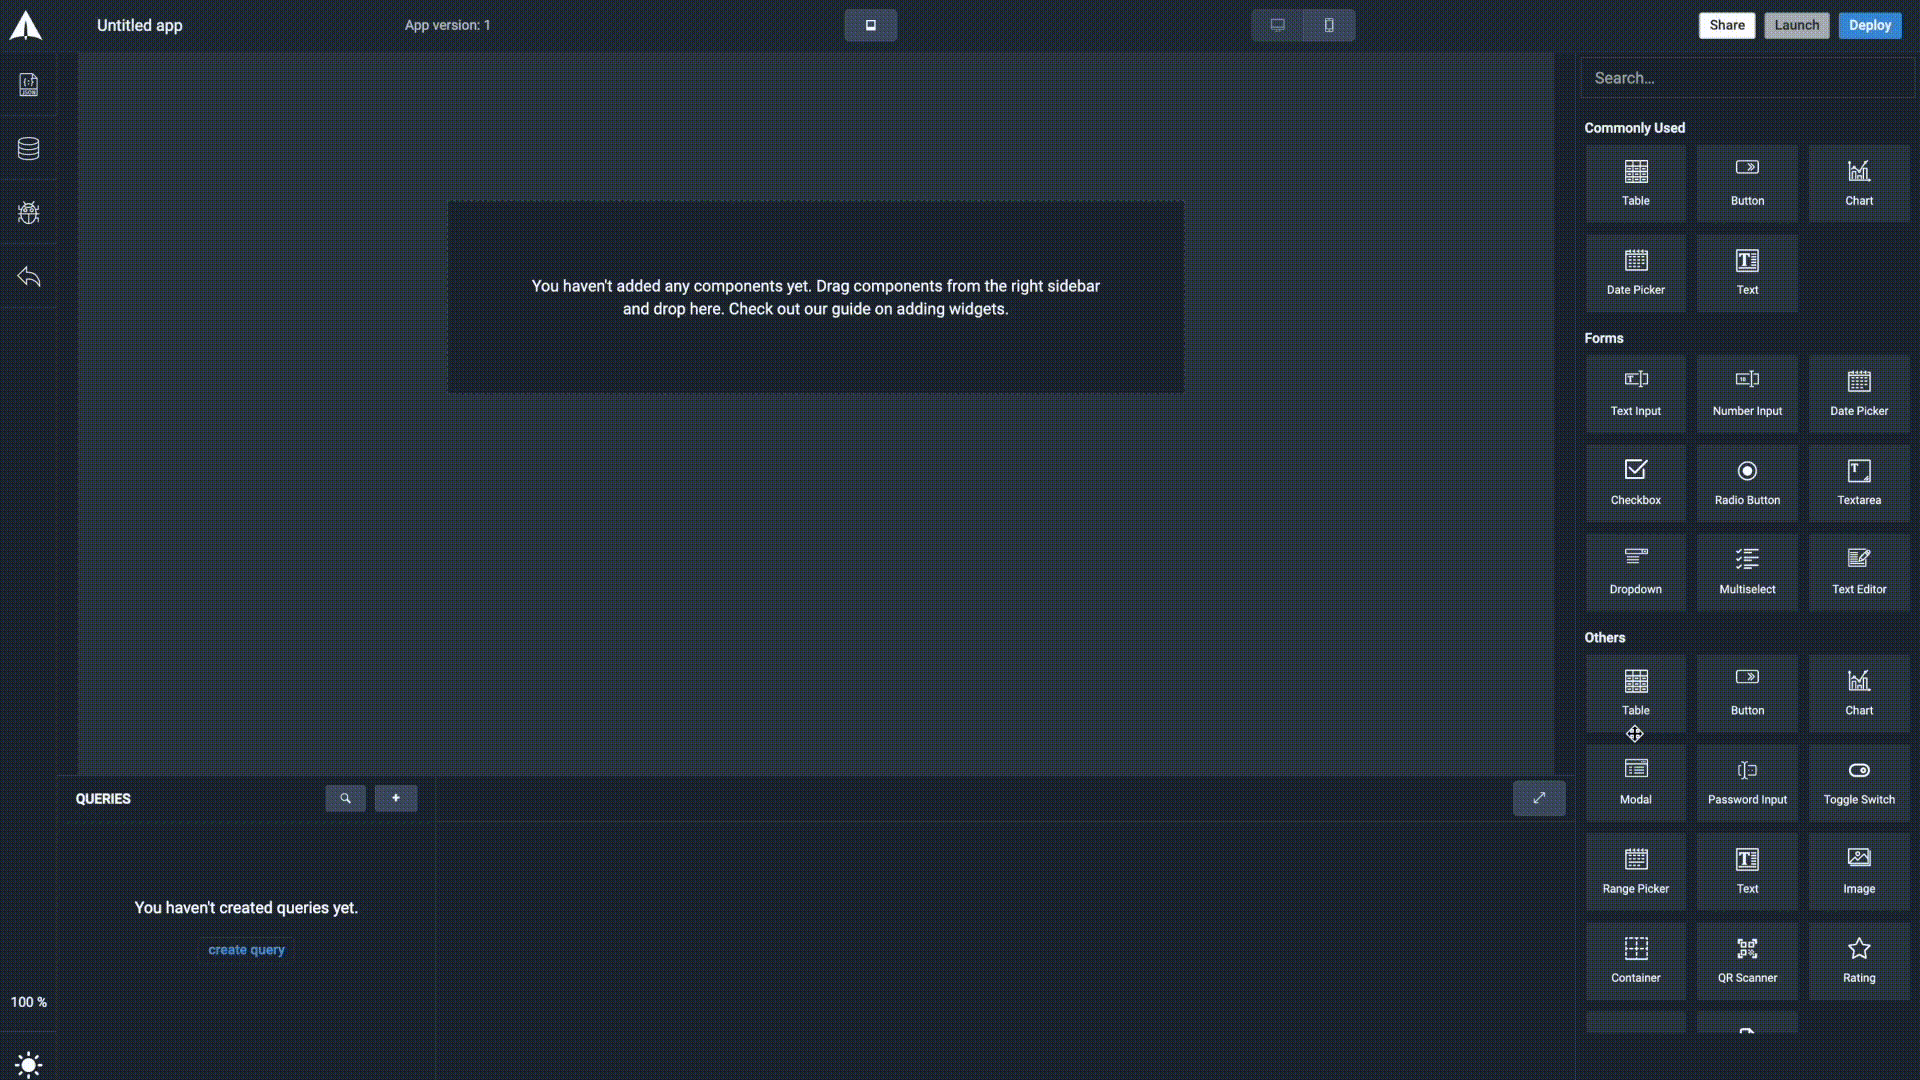 Untitled app
App version: 1
Share
Launch
Deploy
Search...
Commonly Used
Table
Button
Chart
Date Picker
Text
Forms
Text Input
Number Input
Date Picker
Checkbox
Radio Button
Textarea
Dropdown
Multiselect
Text Editor
Others
Table
Button
Chart
Modal
Password Input
Toggle Switch
Range Picker
Text
Image
Container
QR Scanner
Rating
You haven't added any components yet. Drag components from the right sidebar
and drop here. Check out our guide on adding widgets.
QUERIES
You haven't created queries yet.
create query
100 %